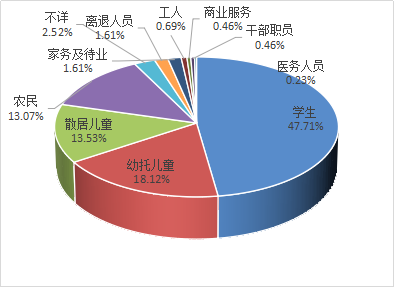 不详
2.52%
离退人员
1.61%
工人
0.69%
商业服务
0.46%
干部职员
0.46%
家务及待业
1.61%
医务人员
0.23%
农民
13.07%
学生
47.71%
散居儿童
13.53%
幼托儿童
18.12%